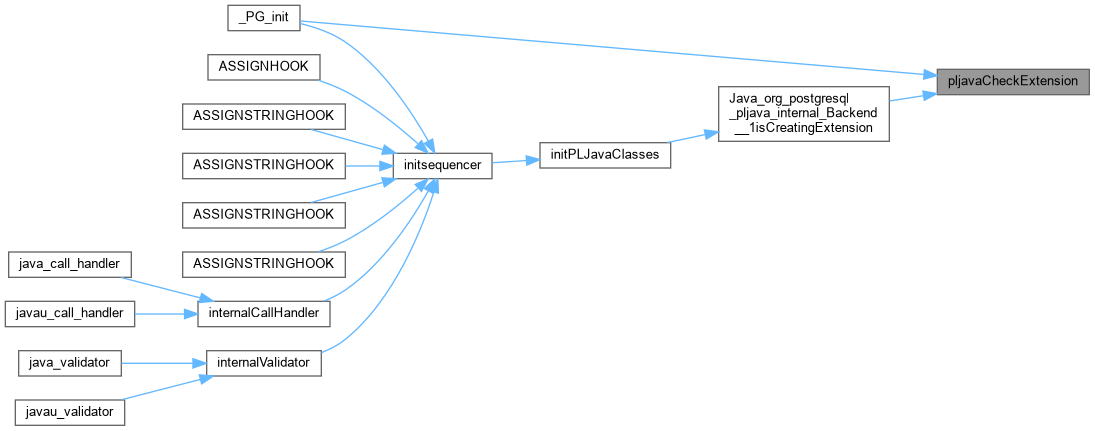 _PG_init
ASSIGNHOOK
pljavaCheckExtension
Java_org_postgresql
_pljava_internal_Backend
__1isCreatingExtension
ASSIGNSTRINGHOOK
initPLJavaClasses
initsequencer
ASSIGNSTRINGHOOK
ASSIGNSTRINGHOOK
ASSIGNSTRINGHOOK
java_call_handler
internalCallHandler
javau_call_handler
java_validator
internalValidator
javau_validator